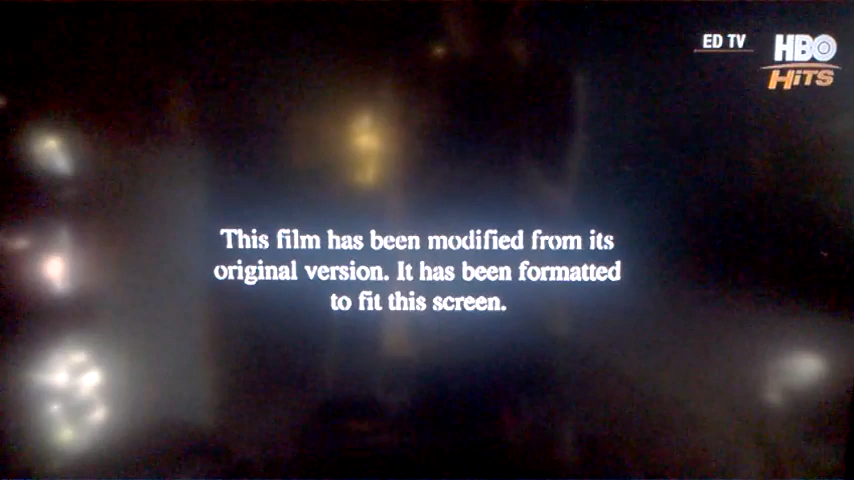 ED TV
HBO
HiTS
This film has been modified from its
original version. It has been formatted
to fit this screen.